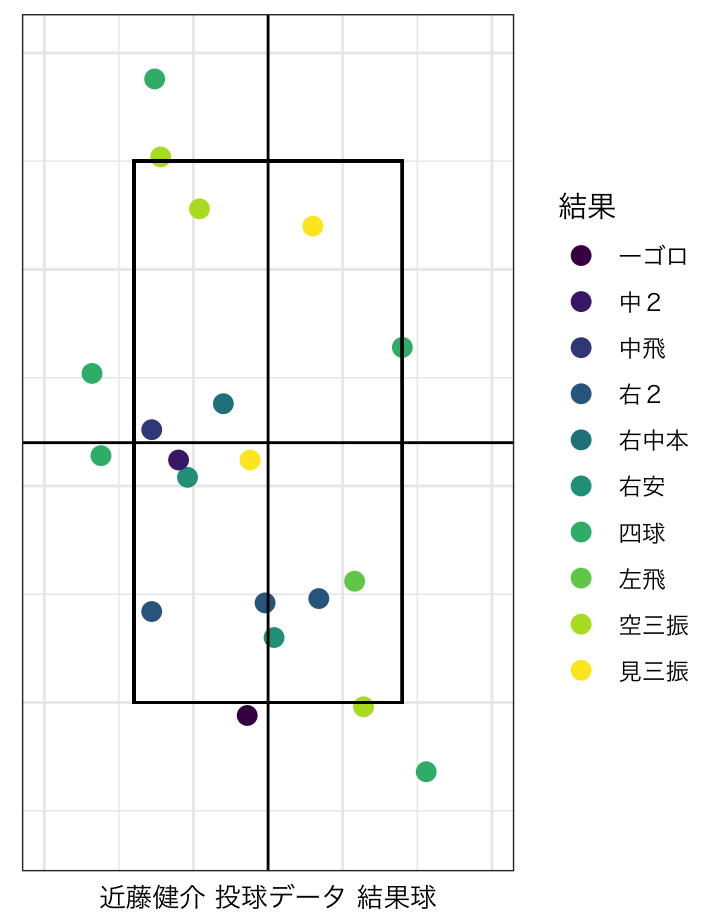 結果
一ゴロ
中２
中飛
右２
右中本
右安
四球
左飛
空三振
見三振
近藤健介 投球データ 結果球